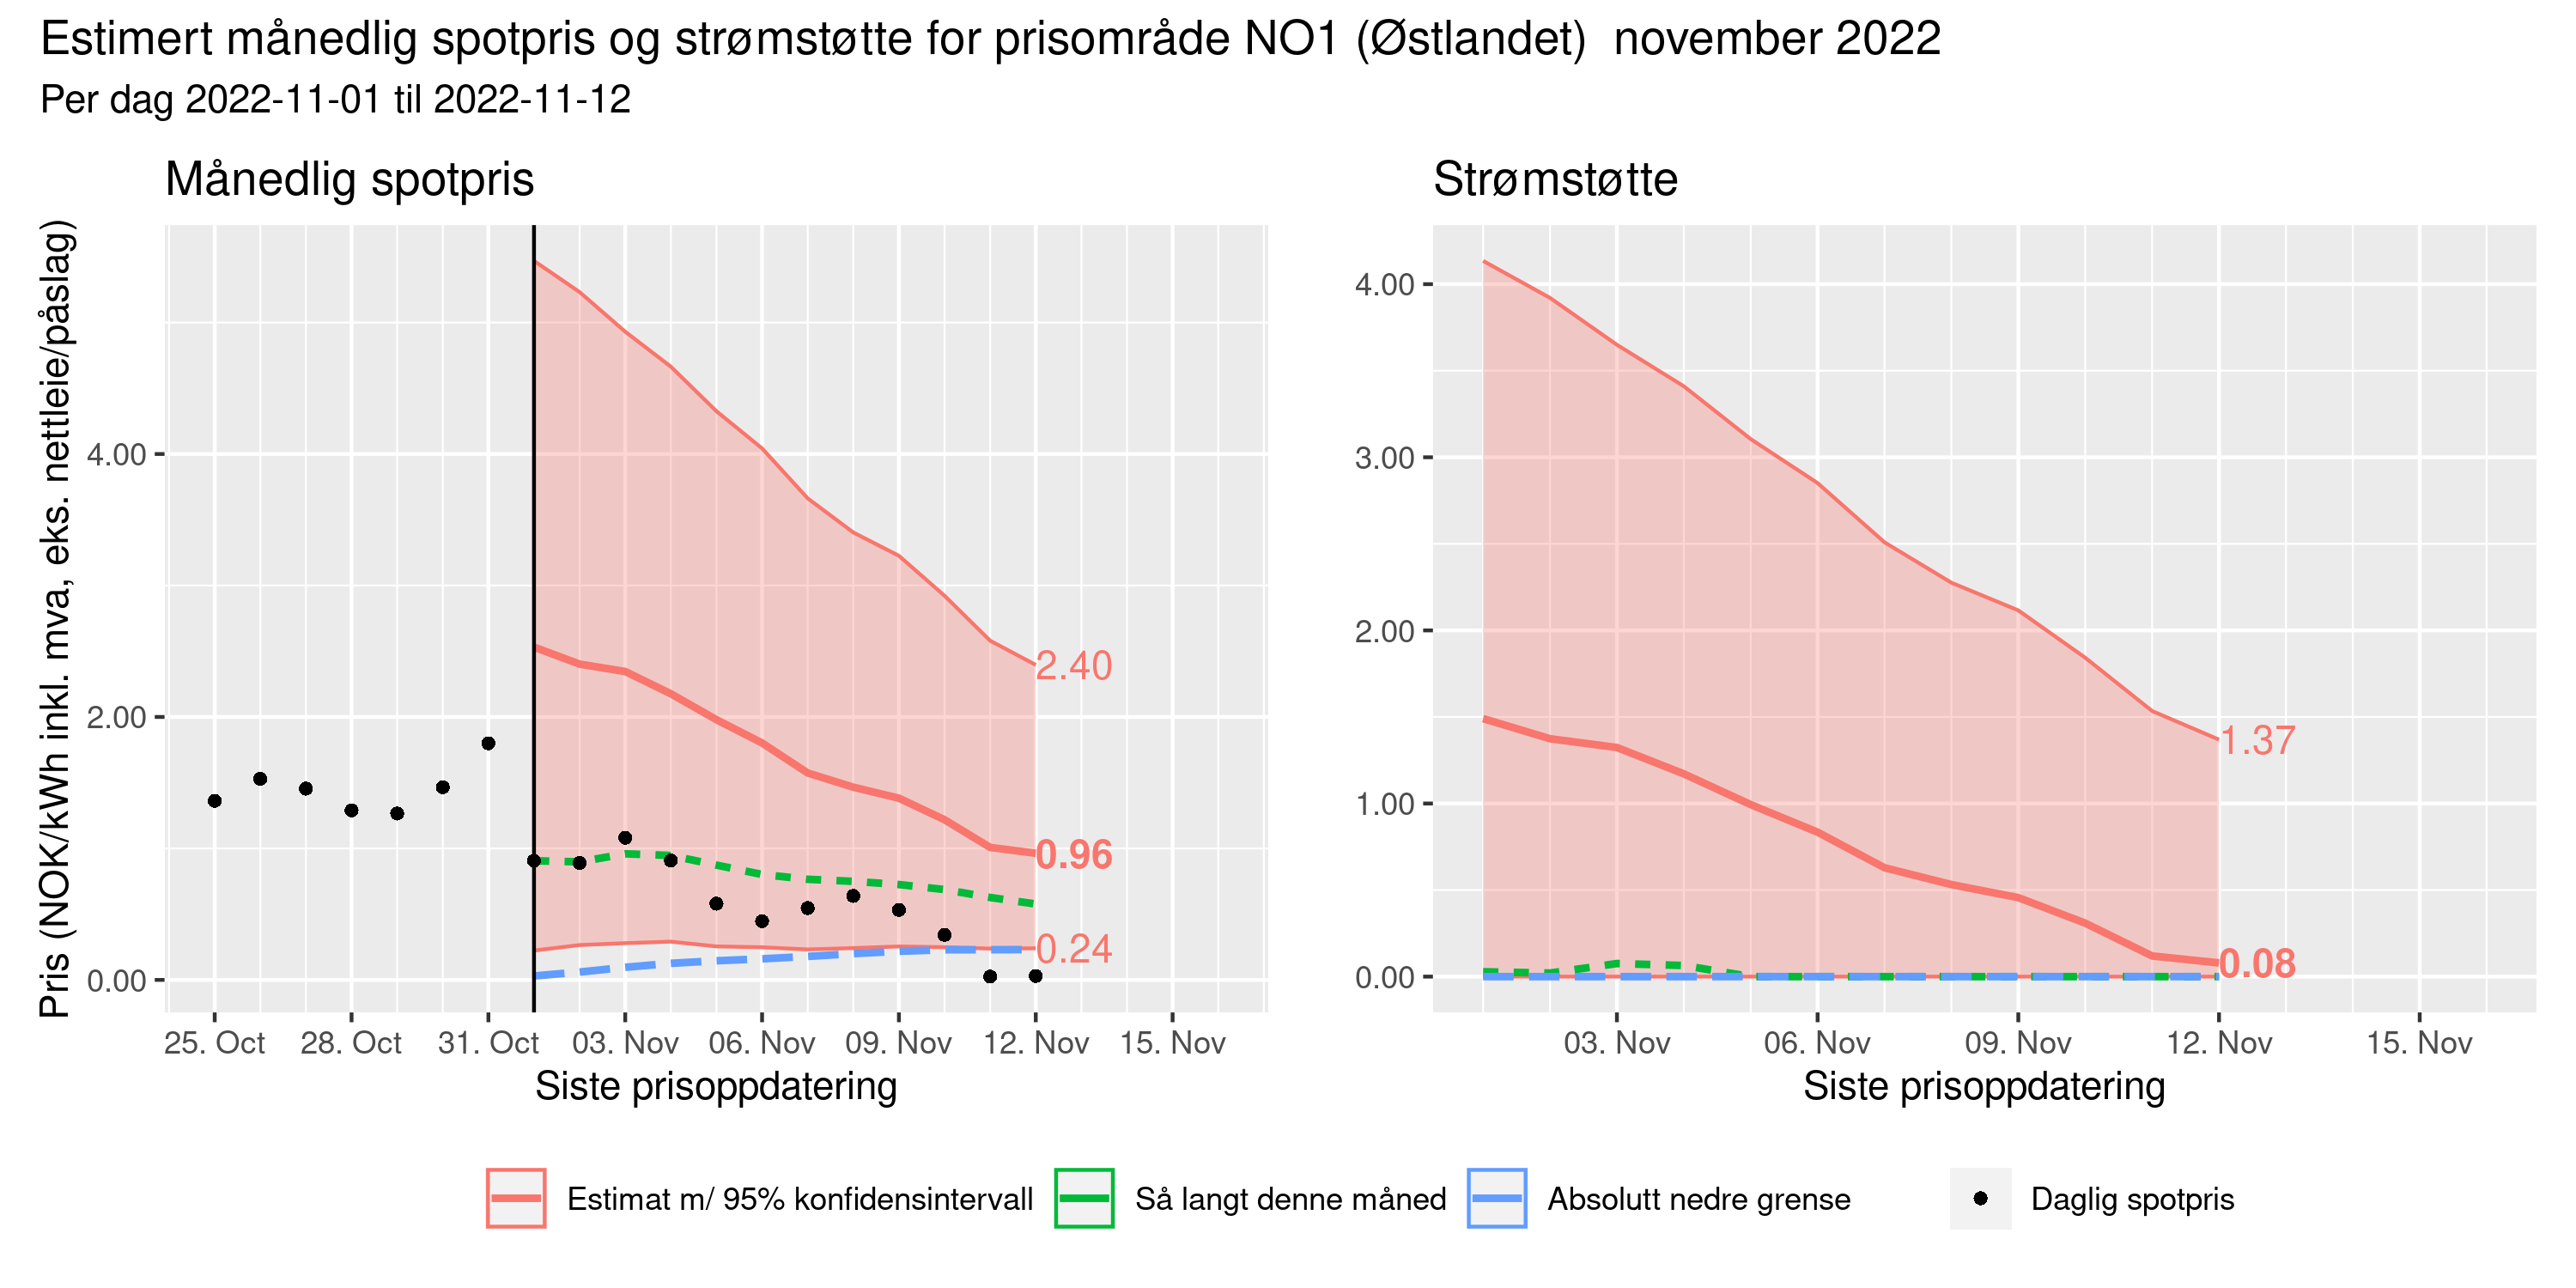 Estimert månedlig spotpris og strømstøtte for prisområde NO1 (Østlandet)  november 2022
Per dag 2022-11-01 til 2022-11-12
Månedlig spotpris
Pris (NOK/kWh inkl. mva, eks. nettleie/påslag)
4.00
2.00
0.00
2.40
0.96
0.24
25. Oct 28. Oct 31. Oct 03. Nov 06. Nov 09. Nov 12. Nov 15. Nov
Siste prisoppdatering
Strømstøtte
4.00
3.00
2.00
1.00
0.00
1.37
0.08
03. Nov 06. Nov 09. Nov 12. Nov 15. Nov
Siste prisoppdatering
Estimat m/ 95% konfidensintervall Så langt denne måned Absolutt nedre grense Daglig spotpris